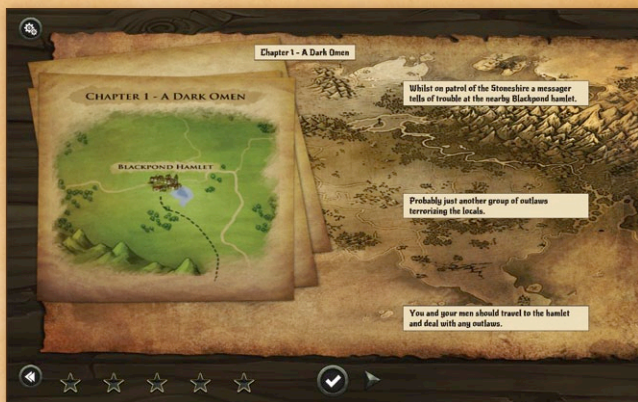 Chapter 1 - A Dark Omen
CHAPTER 1 - A DARK OMEN
BLACKPOND HAMLET
Whilst on patrol of the Stoneshire a messager
tells of trouble at the nearby Blackpond hamlet.
Probably just another group of outlaws
terrorizing the locals.
You and your men should travel to the hamlet
and deal with any outlaws.